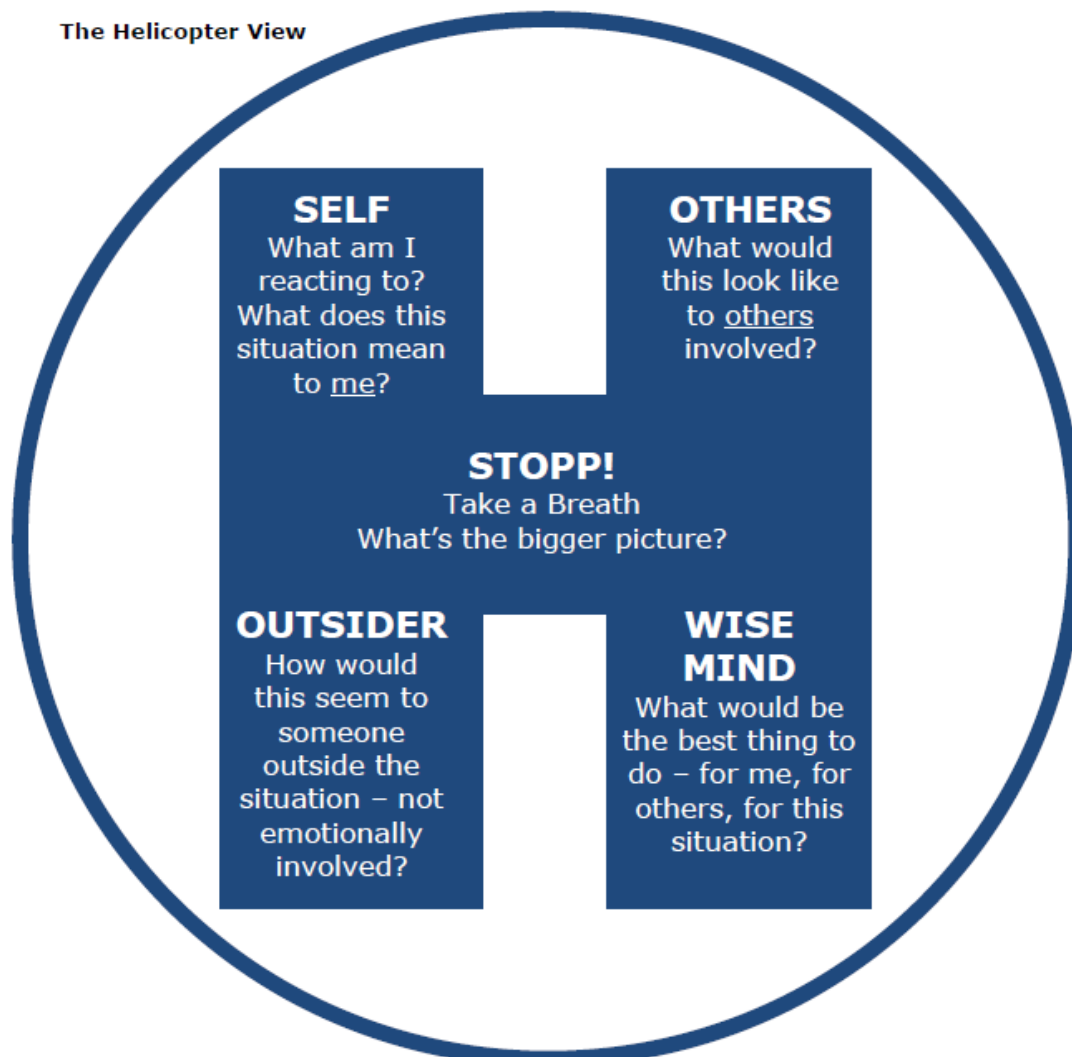 The Helicopter View
SELF
What am I
reacting to?
What does this
situation mean
to me?
OTHERS
What would
this look like
to others
involved?
STOPP!
Take a Breath
What's the bigger picture?
OUTSIDER
How would
this seem to
someone
outside the
situation – not
emotionally
involved?
WISE
MIND
What would be
the best thing to
do – for me, for
others, for this
situation?